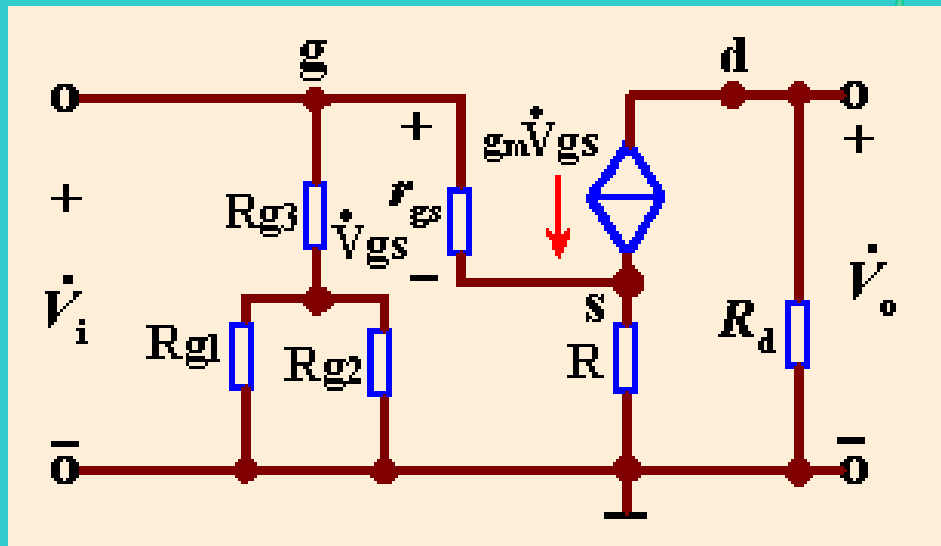 g
d
o
o
+
gmV̇gs
+
+
Rg3
rgs
V̇gs
−
V̇i
s
Rd
V̇o
Rg1
Rg2
R
−
−
o
o